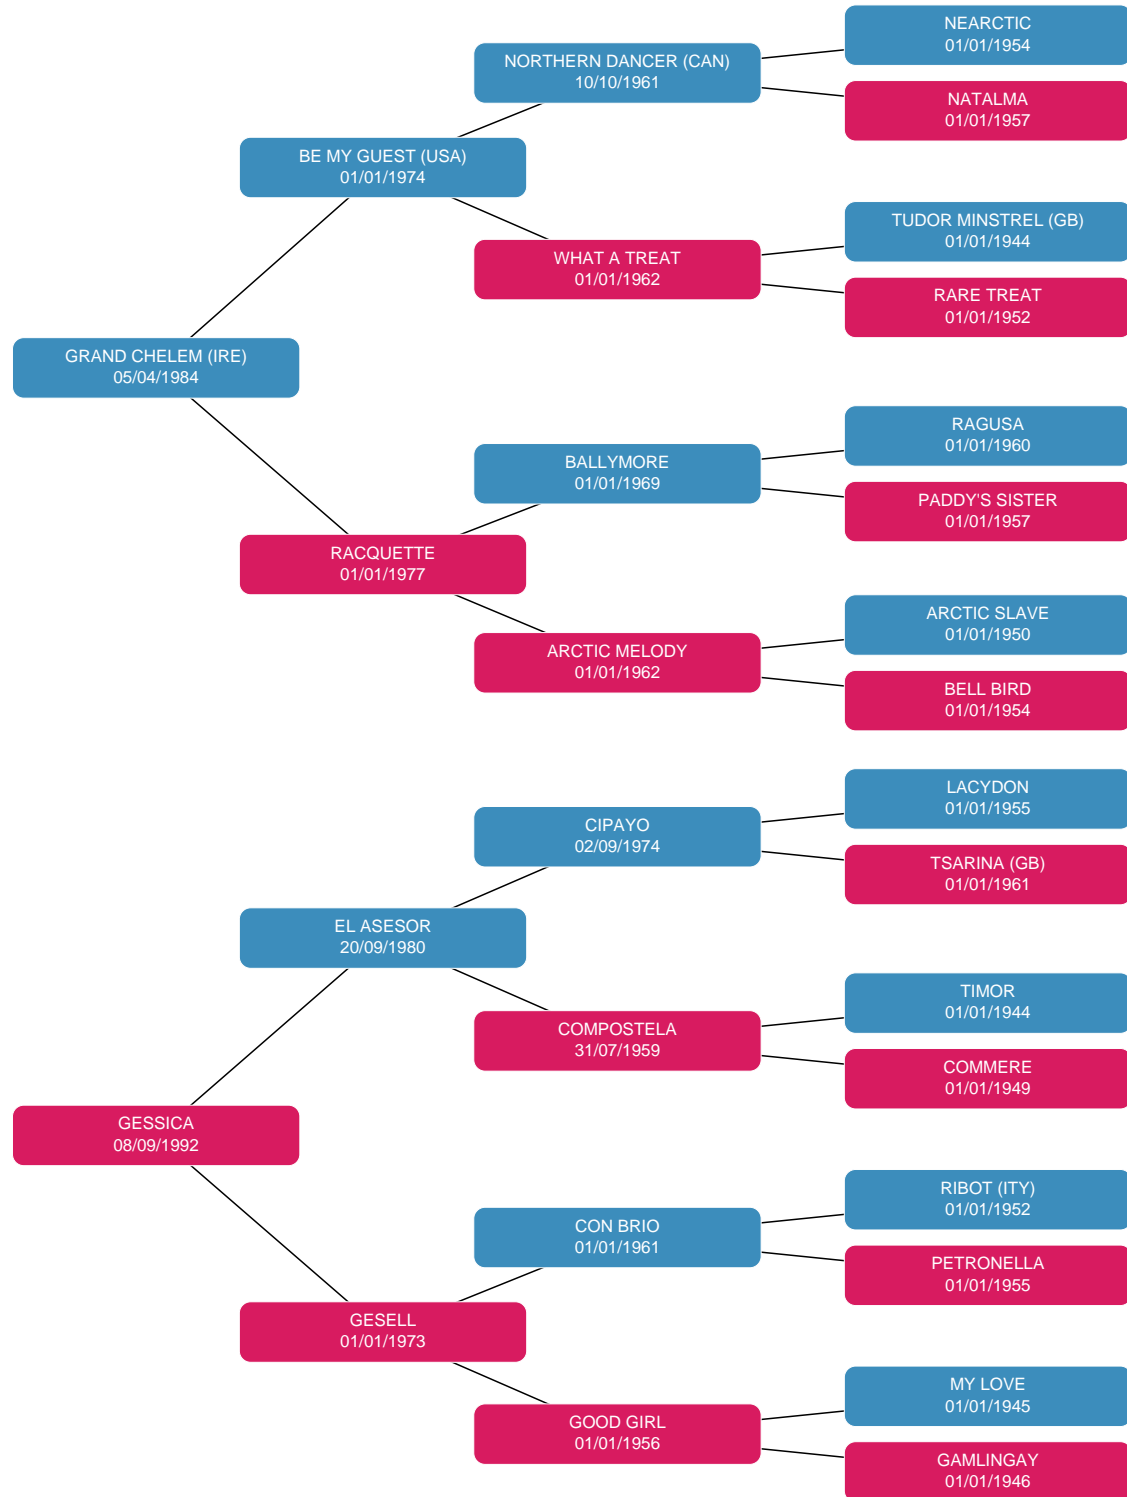 NEARCTIC
01/01/1954
NORTHERN DANCER (CAN)
10/10/1961
NATALMA
01/01/1957
BE MY GUEST (USA)
01/01/1974
TUDOR MINSTREL (GB)
01/01/1944
WHAT A TREAT
01/01/1962
RARE TREAT
01/01/1952
GRAND CHELEM (IRE)
05/04/1984
RAGUSA
01/01/1960
BALLYMORE
01/01/1969
PADDY'S SISTER
01/01/1957
RACQUETTE
01/01/1977
ARCTIC SLAVE
01/01/1950
ARCTIC MELODY
01/01/1962
BELL BIRD
01/01/1954
LACYDON
01/01/1955
CIPAYO
02/09/1974
TSARINA (GB)
01/01/1961
EL ASESOR
20/09/1980
TIMOR
01/01/1944
COMPOSTELA
31/07/1959
COMMERE
01/01/1949
GESSICA
08/09/1992
RIBOT (ITY)
01/01/1952
CON BRIO
01/01/1961
PETRONELLA
01/01/1955
GESELL
01/01/1973
MY LOVE
01/01/1945
GOOD GIRL
01/01/1956
GAMLINGAY
01/01/1946